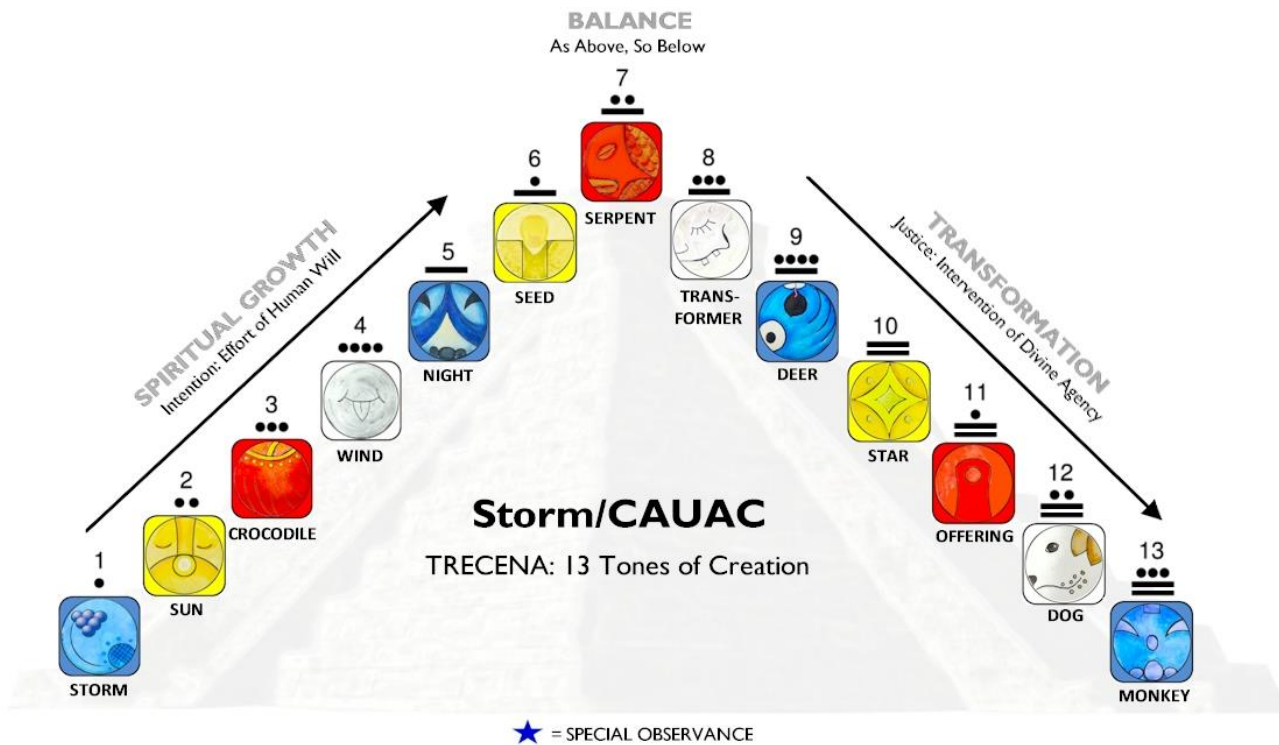 BALANCE
As Above, So Below
7
SERPENT
6
SEED
8
TRANS-
FORMER
5
NIGHT
9
DEER
4
WIND
10
STAR
3
CROCODILE
11
OFFERING
2
SUN
12
DOG
1
STORM
13
MONKEY
SPIRITUAL GROWTH
Intention: Effort of Human Will
TRANSFORMATION
Justice: Intervention of Divine Agency
Storm/CAUAC
TRECENA: 13 Tones of Creation
= SPECIAL OBSERVANCE